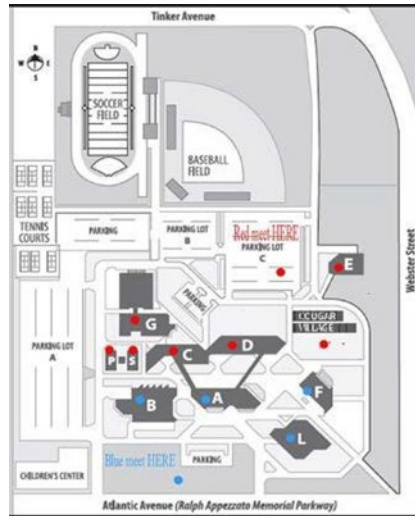 Tinker Avenue
N
W E
S
SOCCER
FIELD
BASEBALL
FIELD
TENNIS
COURTS
PARKING
PARKING LOT
B
Red meet HERE
PARKING LOT
C
E
Webster Street
PARKING
G
COUGAR
VILLAGE
PARKING LOT
A
P
S
C
D
B
A
F
L
Blue meet HERE
PARKING
CHILDREN'S CENTER
Atlantic Avenue (Ralph Appezzato Memorial Parkway)